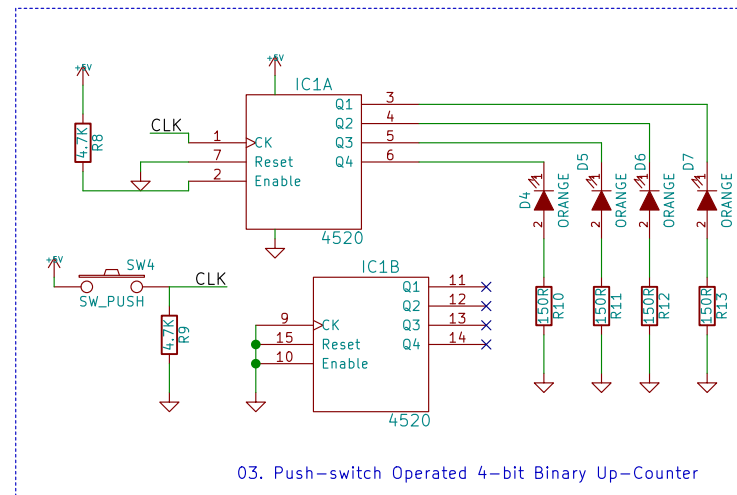 +5V
+5V
IC1A
CLK
4.7K
R8
1
7
2
CK
Reset
Enable
Q1
Q2
Q3
Q4
3
4
5
6
4520
D4
1
2
ORANGE
D5
1
2
ORANGE
D6
1
2
ORANGE
D7
1
2
ORANGE
+5V
SW4
SW_PUSH
CLK
4.7K
R9
IC1B
9
15
10
CK
Reset
Enable
Q1
Q2
Q3
Q4
11
12
13
14
4520
150R
R10
150R
R11
150R
R12
150R
R13
03. Push-switch Operated 4-bit Binary Up-Counter